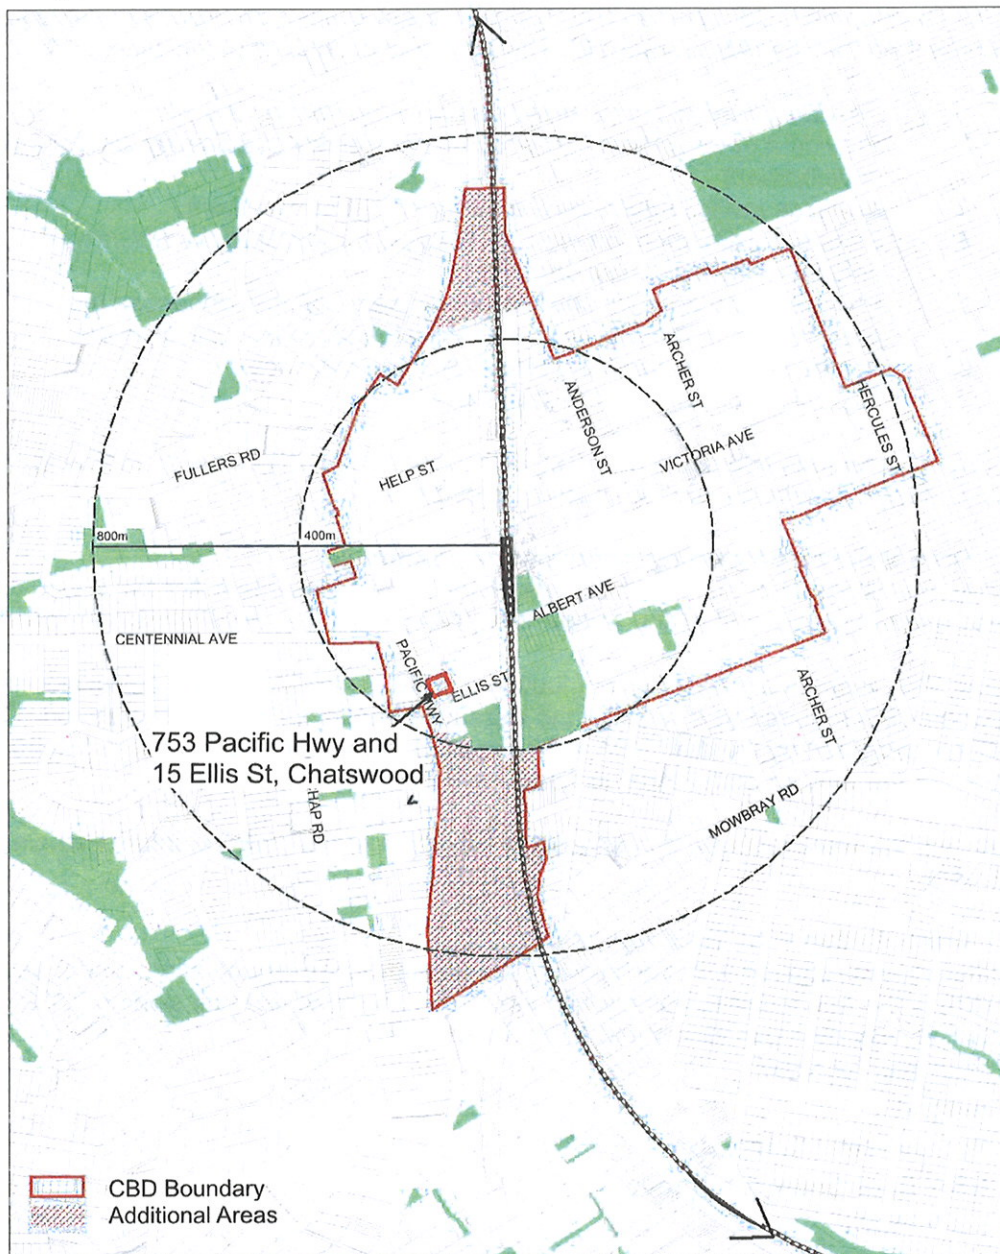 ARCHER ST
HERCULES ST
ANDERSON ST
VICTORIA AVE
FULLERS RD
HELP ST
800m
400m
ALBERT AVE
CENTENNIAL AVE
PACIFIC HWY
ELLIS ST
ARCHER ST
753 Pacific Hwy and
15 Ellis St, Chatswood
HAP RD
MOWBRAY RD
CBD Boundary
Additional Areas